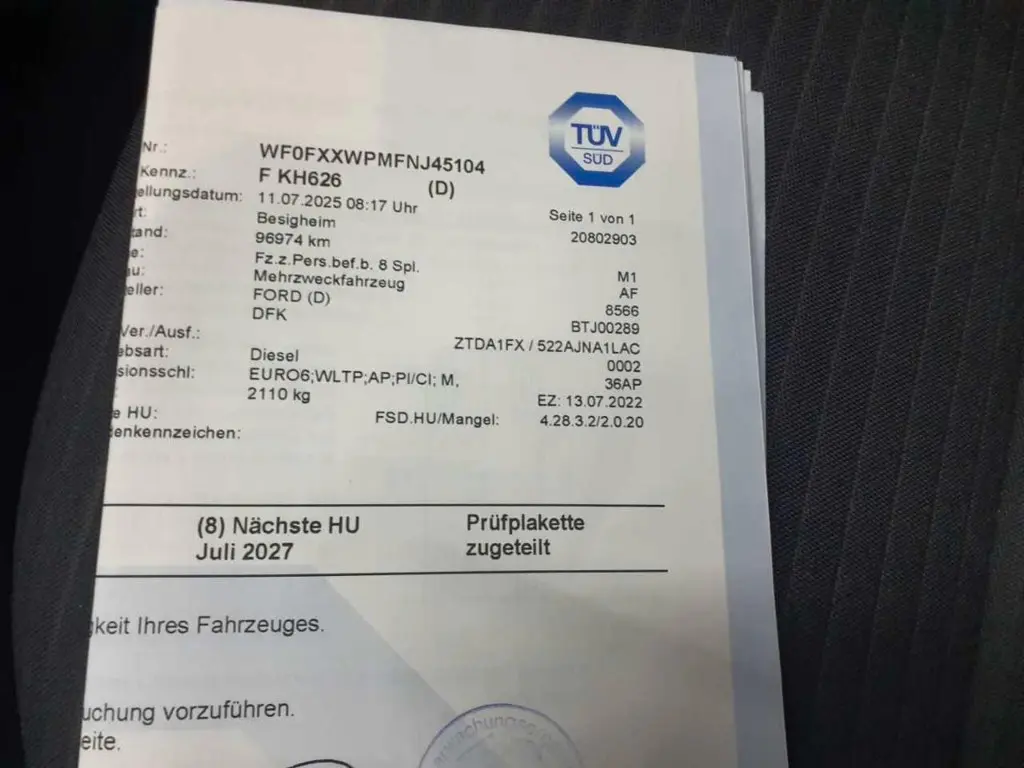 TÜV
SÜD
Nr.: WF0FXXWPMFNJ45104
Kennz.: F KH626 (D)
ellungsdatum: 11.07.2025 08:17 Uhr Seite 1 von 1
rt: Besigheim 20802903
tand: 96974 km
e: Fz.z.Pers.bef.b. 8 Spl. M1
au: Mehrzweckfahrzeug AF
eller: FORD (D) 8566
DFK BTJ00289
Ver./Ausf.: ZTDA1FX / 522AJNA1LAC
ebsart: Diesel 0002
sionsschl: EURO6;WLTP;AP;PI/CI; M, 36AP
: 2110 kg EZ: 13.07.2022
e HU: FSD.HU/Mangel: 4.28.3.2/2.0.20
enkennzeichen:
(8) Nächste HU Prüfplakette
Juli 2027 zugeteilt
gkeit Ihres Fahrzeuges.
uchung vorzuführen.
eite.